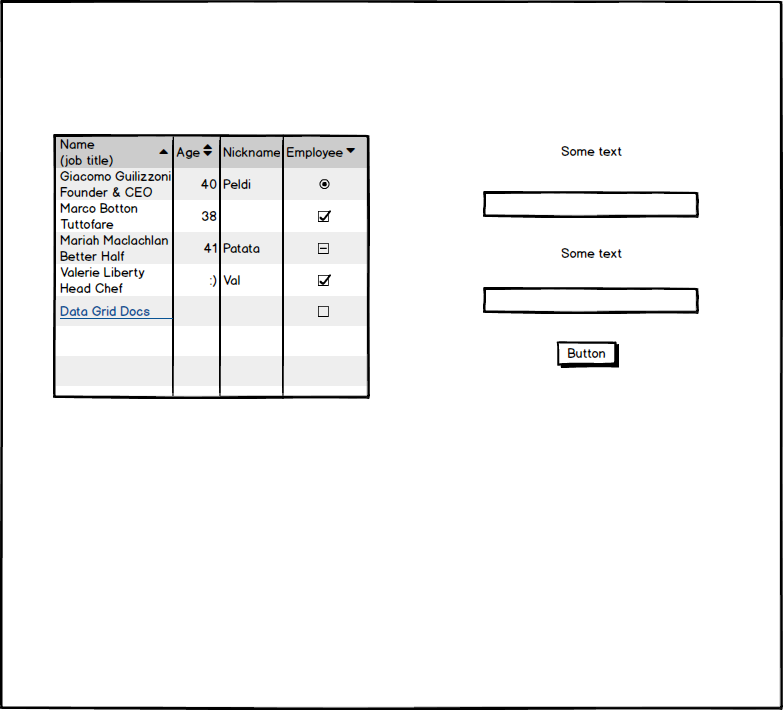 Name
(job title)
Age
Nickname
Employee
Giacomo Guilizzoni
Founder & CEO
40
Peldi
Marco Botton
Tuttofare
38
Mariah Maclachlan
Better Half
41
Patata
Valerie Liberty
Head Chef
:)
Val
Data Grid Docs
Some text
Some text
Button